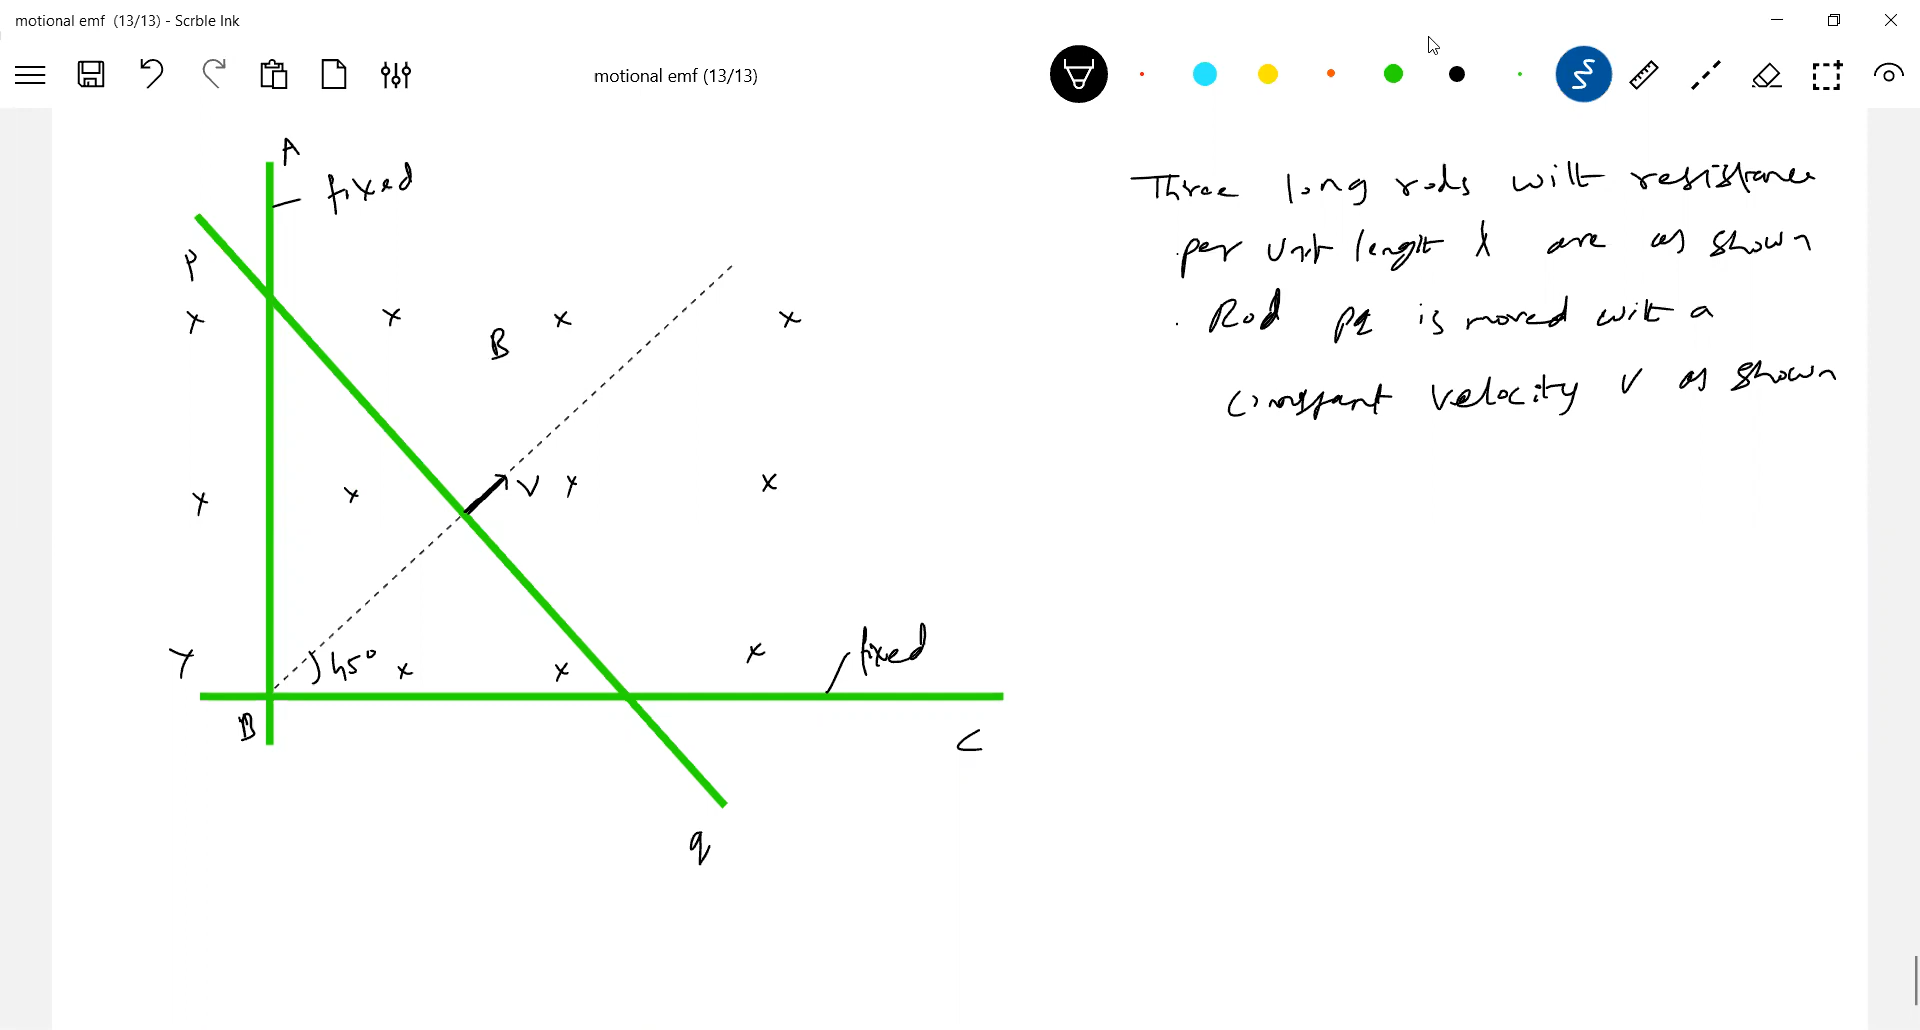 motional emf (13/13) - Scrble Ink
motional emf (13/13)
A
fixed
P
x x x x
B
x x V x x
x 45° x x x
fixed
B
C
q
Three long rods with resistance
per unit length λ are as shown
. Rod pq is moved with a
constant velocity v as shown